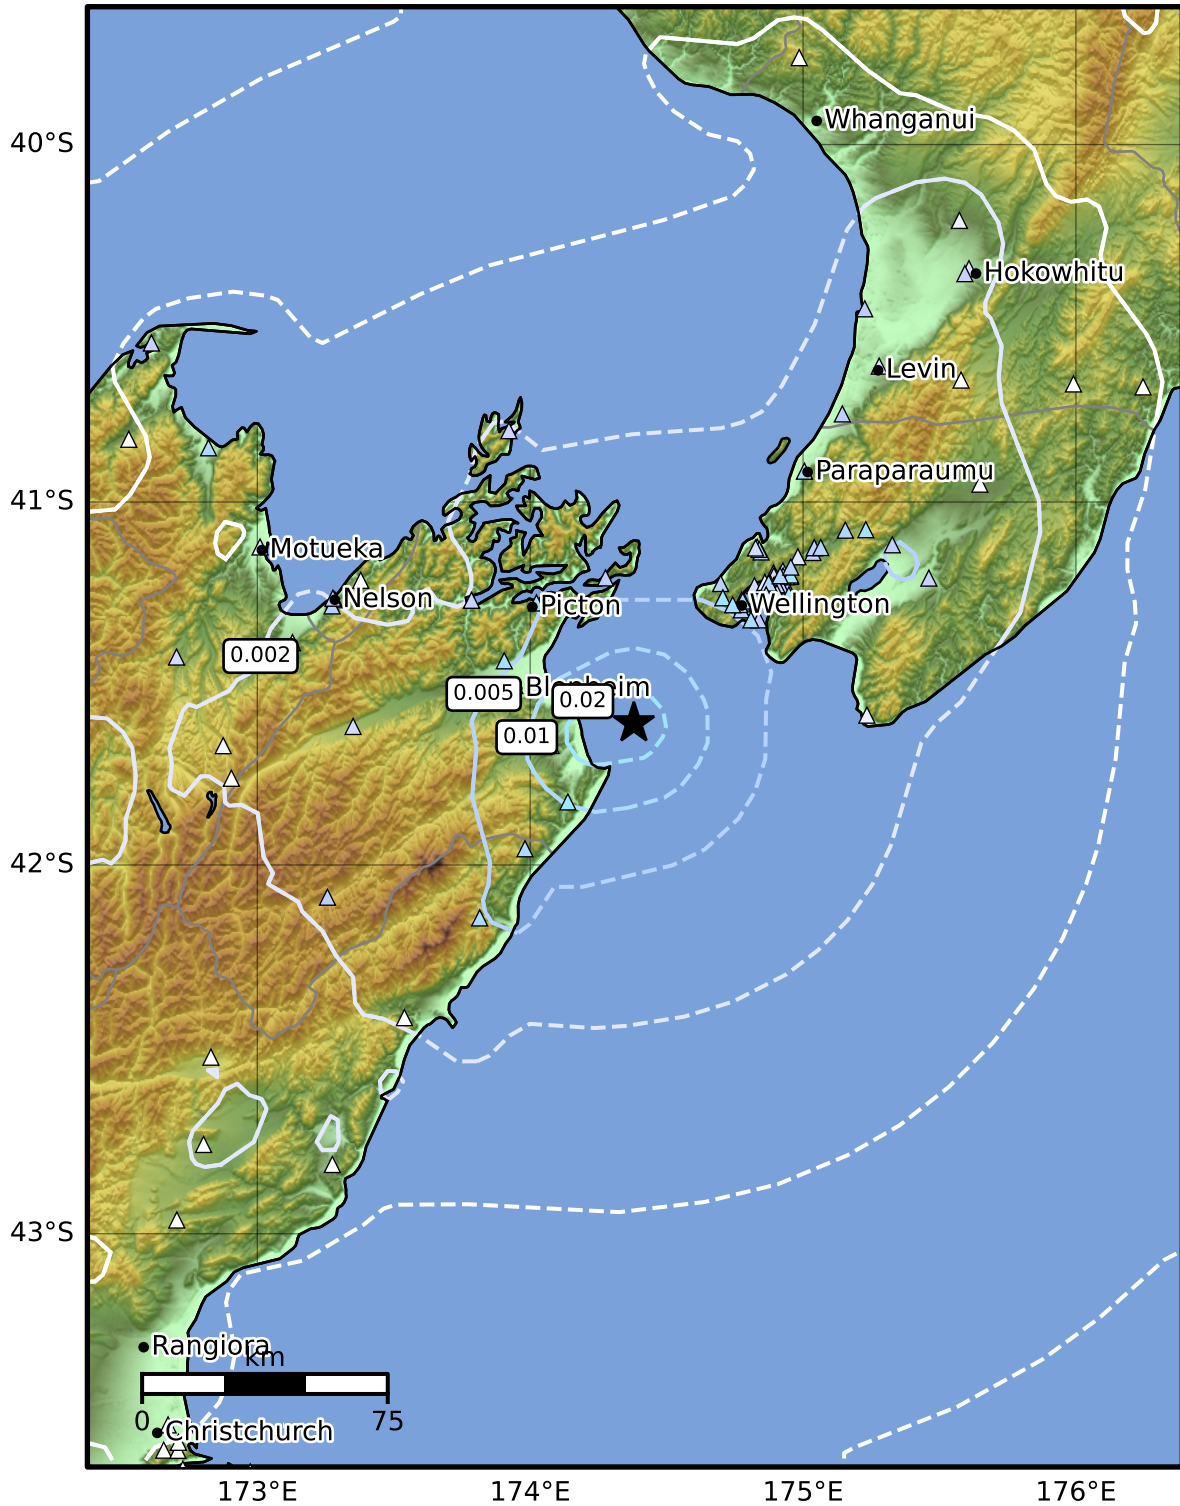 40°S
Whanganui
Hokowhitu
Levin
41°S
Paraparaumu
Motueka
Nelson
Picton
Wellington
0.002
0.005
Blenheim
0.02
0.01
42°S
43°S
Rangiora
km
0
75
Christchurch
173°E
174°E
175°E
176°E